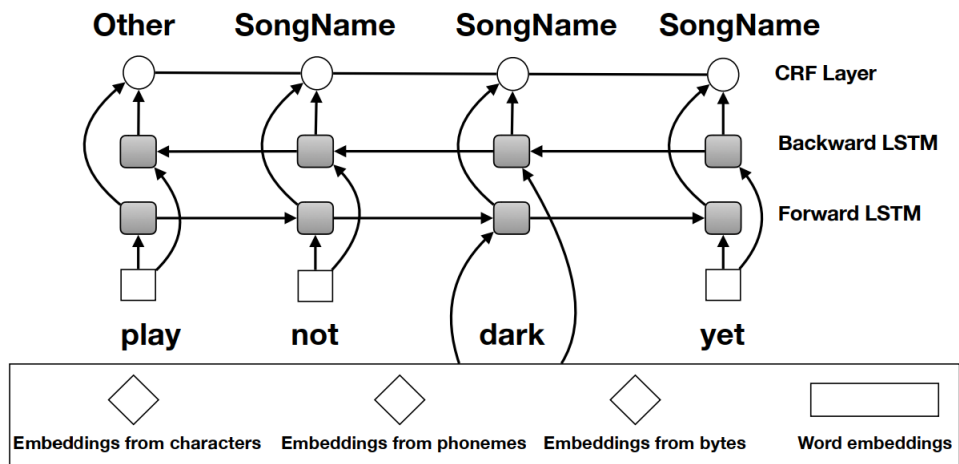 Other SongName SongName SongName
CRF Layer
Backward LSTM
Forward LSTM
play not dark yet
Embeddings from characters Embeddings from phonemes Embeddings from bytes Word embeddings